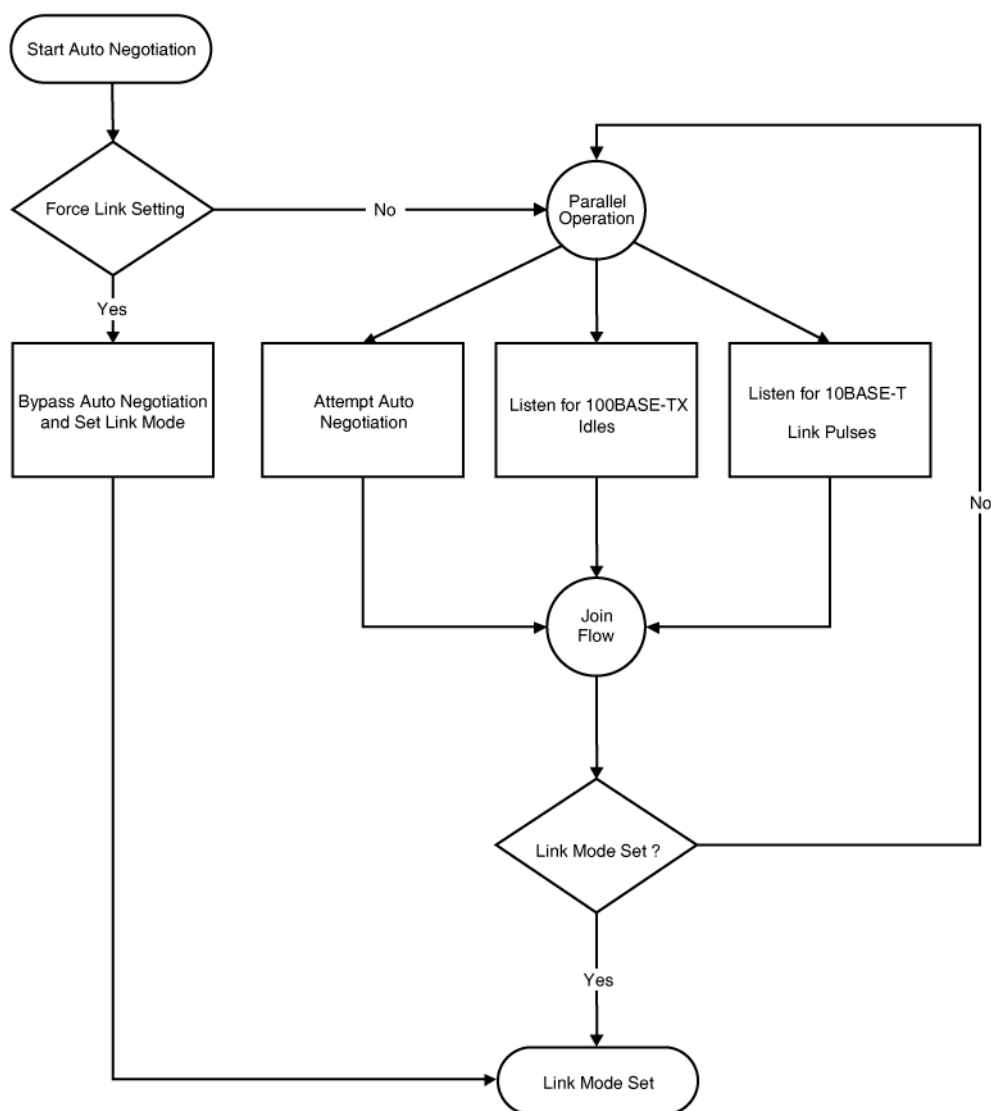 Start Auto Negotiation
Force Link Setting
No
Parallel
Operation
Yes
Bypass Auto Negotiation
and Set Link Mode
Attempt Auto
Negotiation
Listen for 100BASE-TX
Idles
Listen for 10BASE-T
Link Pulses
No
Join
Flow
Link Mode Set ?
Yes
Link Mode Set